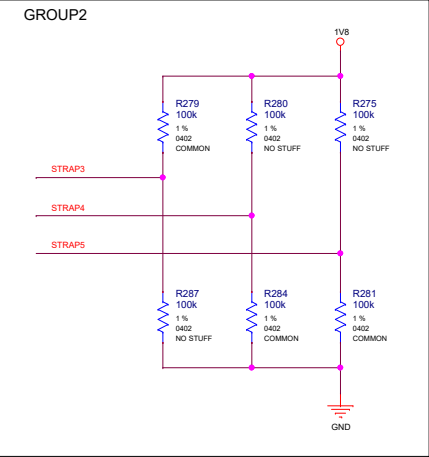 GROUP2
1V8
R279
100k
1 %
0402
COMMON
R280
100k
1 %
0402
NO STUFF
R275
100k
1 %
0402
NO STUFF
STRAP3
STRAP4
STRAP5
R287
100k
1 %
0402
NO STUFF
R284
100k
1 %
0402
COMMON
R281
100k
1 %
0402
COMMON
GND